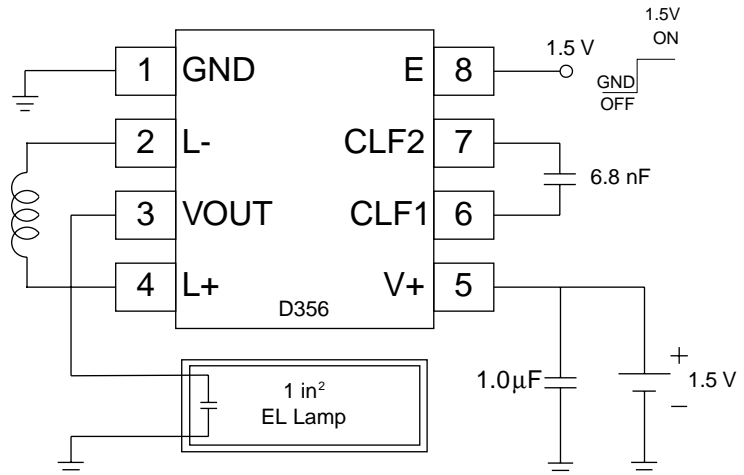 1.5V
ON
1.5 V
GND
OFF
1 GND
E 8
2 L-
CLF2 7
6.8 nF
3 VOUT
CLF1 6
4 L+
V+ 5
D356
1 in²
EL Lamp
1.0µF
+
1.5 V
−